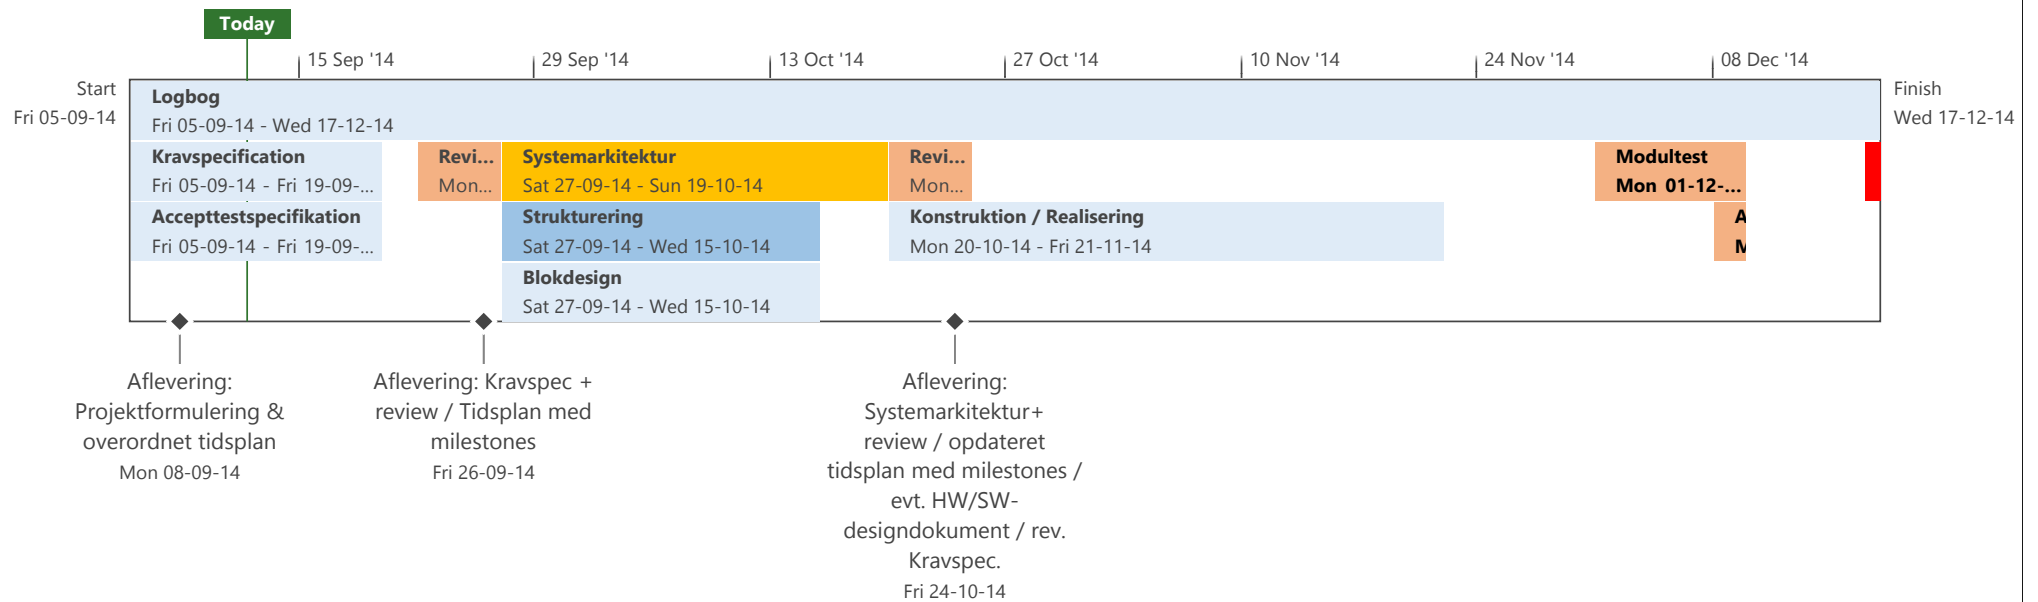 Today
15 Sep '14
29 Sep '14
13 Oct '14
27 Oct '14
10 Nov '14
24 Nov '14
08 Dec '14
Start
Fri 05-09-14
Finish
Wed 17-12-14
Logbog
Fri 05-09-14 - Wed 17-12-14
Kravspecification
Fri 05-09-14 - Fri 19-09-...
Revi...
Mon...
Systemarkitektur
Sat 27-09-14 - Sun 19-10-14
Revi...
Mon...
Modultest
Mon 01-12-...
Accepttestspecifikation
Fri 05-09-14 - Fri 19-09-...
Strukturering
Sat 27-09-14 - Wed 15-10-14
Konstruktion / Realisering
Mon 20-10-14 - Fri 21-11-14
A
M
Blokdesign
Sat 27-09-14 - Wed 15-10-14
Aflevering:
Projektformulering &
overordnet tidsplan
Mon 08-09-14
Aflevering: Kravspec +
review / Tidsplan med
milestones
Fri 26-09-14
Aflevering:
Systemarkitektur+
review / opdateret
tidsplan med milestones /
evt. HW/SW-
designdokument / rev.
Kravspec.
Fri 24-10-14